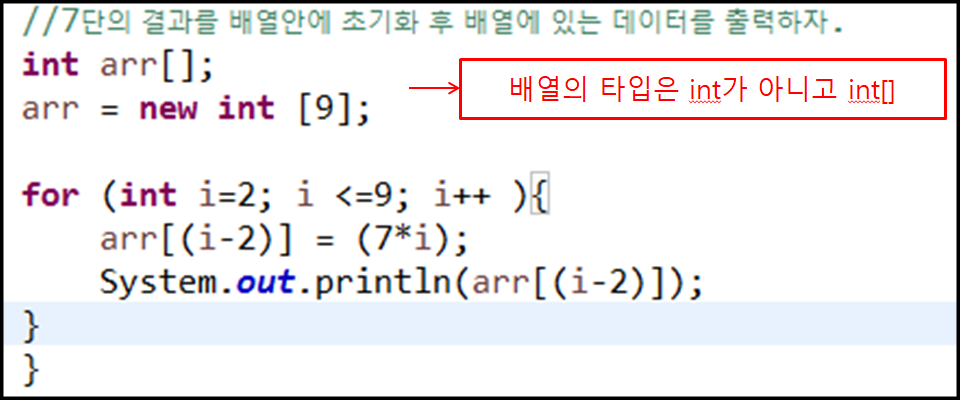 //7단의 결과를 배열안에 초기화 후 배열에 있는 데이터를 출력하자.
int arr[];
배열의 타입은 int가 아니고 int[]
arr = new int [9];
for (int i=2; i <=9; i++ ){
arr[(i-2)] = (7*i);
System.out.println(arr[(i-2)]);
}
}